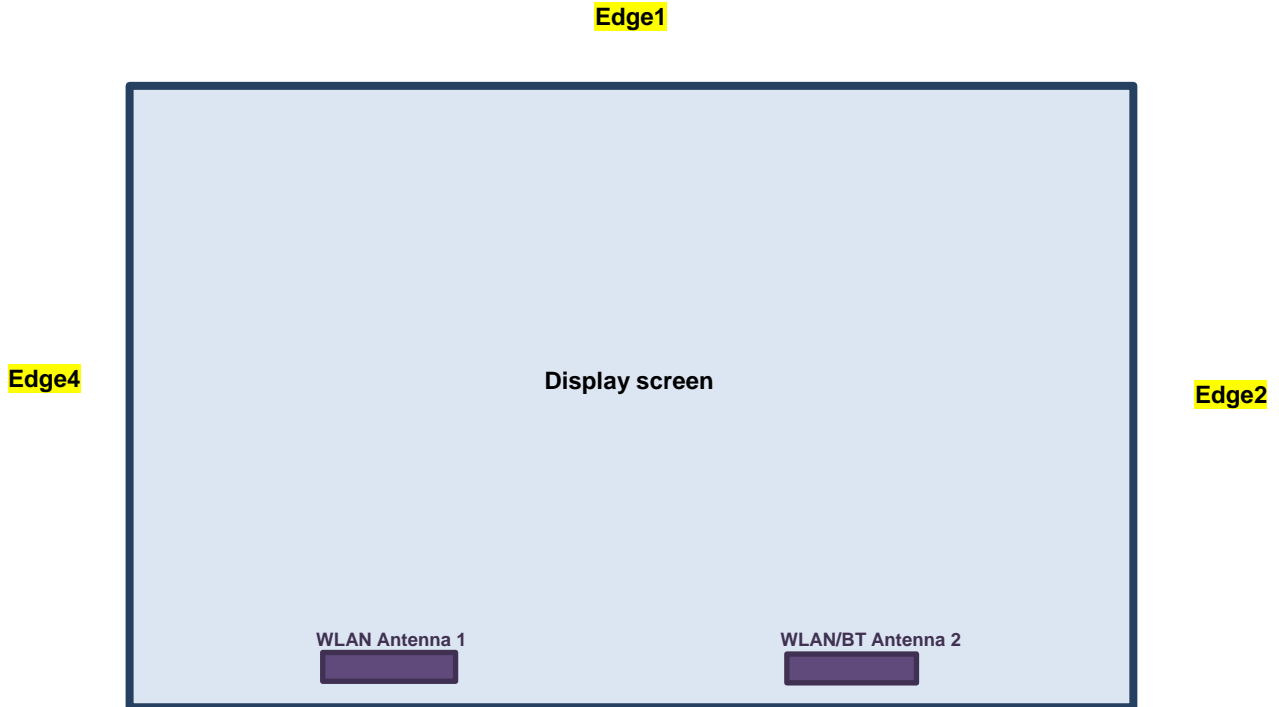 Edge1
Edge4
Display screen
Edge2
WLAN Antenna 1
WLAN/BT Antenna 2